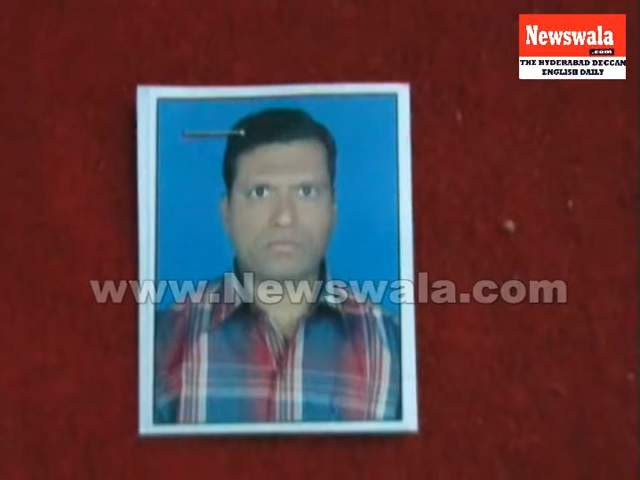 Newswala
.com
THE HYDERABAD DECCAN
ENGLISH DAILY
www.Newswala.com